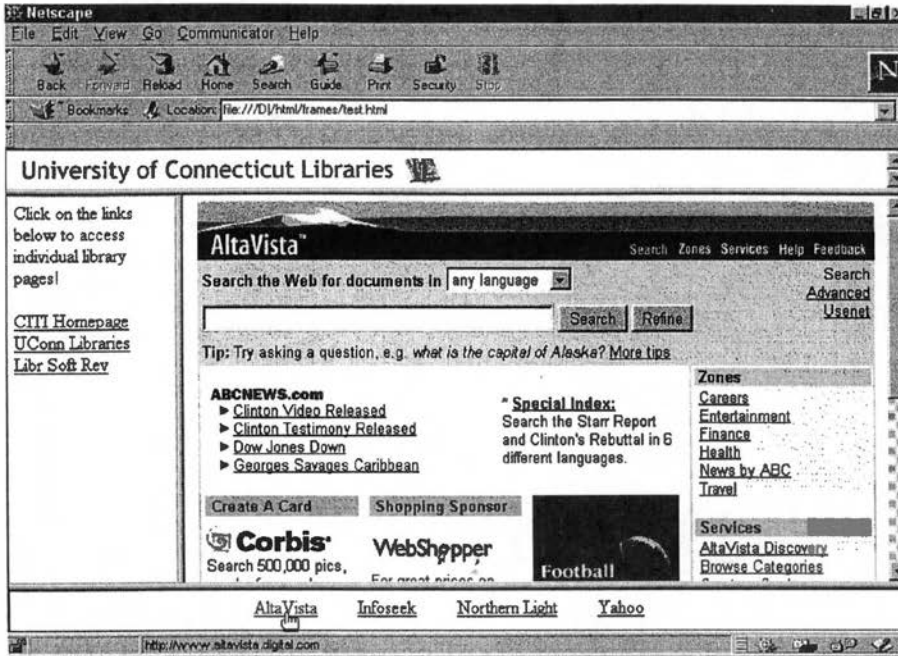 Netscape
File Edit View Go Communicator Help
Back Forward Reload Home Search Guide Print Security Stop
Bookmarks Location: file:///D|/html/frames/test.html
N
University of Connecticut Libraries
Click on the links
below to access
individual library
pages!
CITI Homepage
UConn Libraries
Libr Soft Rev
AltaVista™
Search Zones Services Help Feedback
Search the Web for documents in any language
Search
Advanced
Usenet
Search Refine
Tip: Try asking a question, e.g. what is the capital of Alaska? More tips
ABCNEWS.com
Clinton Video Released
Clinton Testimony Released
Dow Jones Down
Georges Savages Caribbean
Special Index:
Search the Starr Report
and Clinton's Rebuttal in 6
different languages.
Zones
Careers
Entertainment
Finance
Health
News by ABC
Travel
Create A Card
Corbis
Search 500,000 pics,
Shopping Sponsor
WebShopper
For great prices on
Football
Services
AltaVista Discovery
Browse Categories
AltaVista Infoseek Northern Light Yahoo
http://www.altavista.digital.com